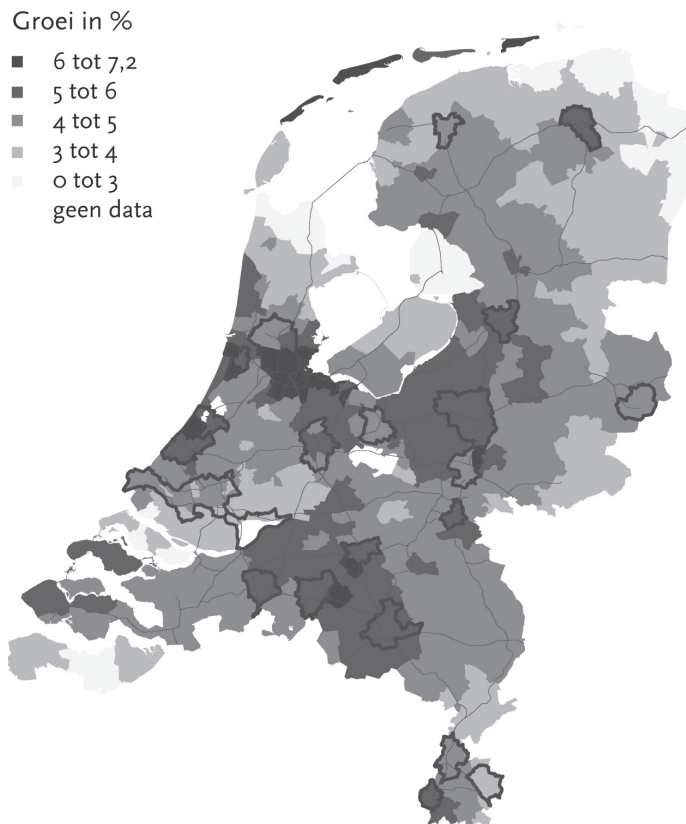 Groei in %
6 tot 7,2
5 tot 6
4 tot 5
3 tot 4
0 tot 3
geen data